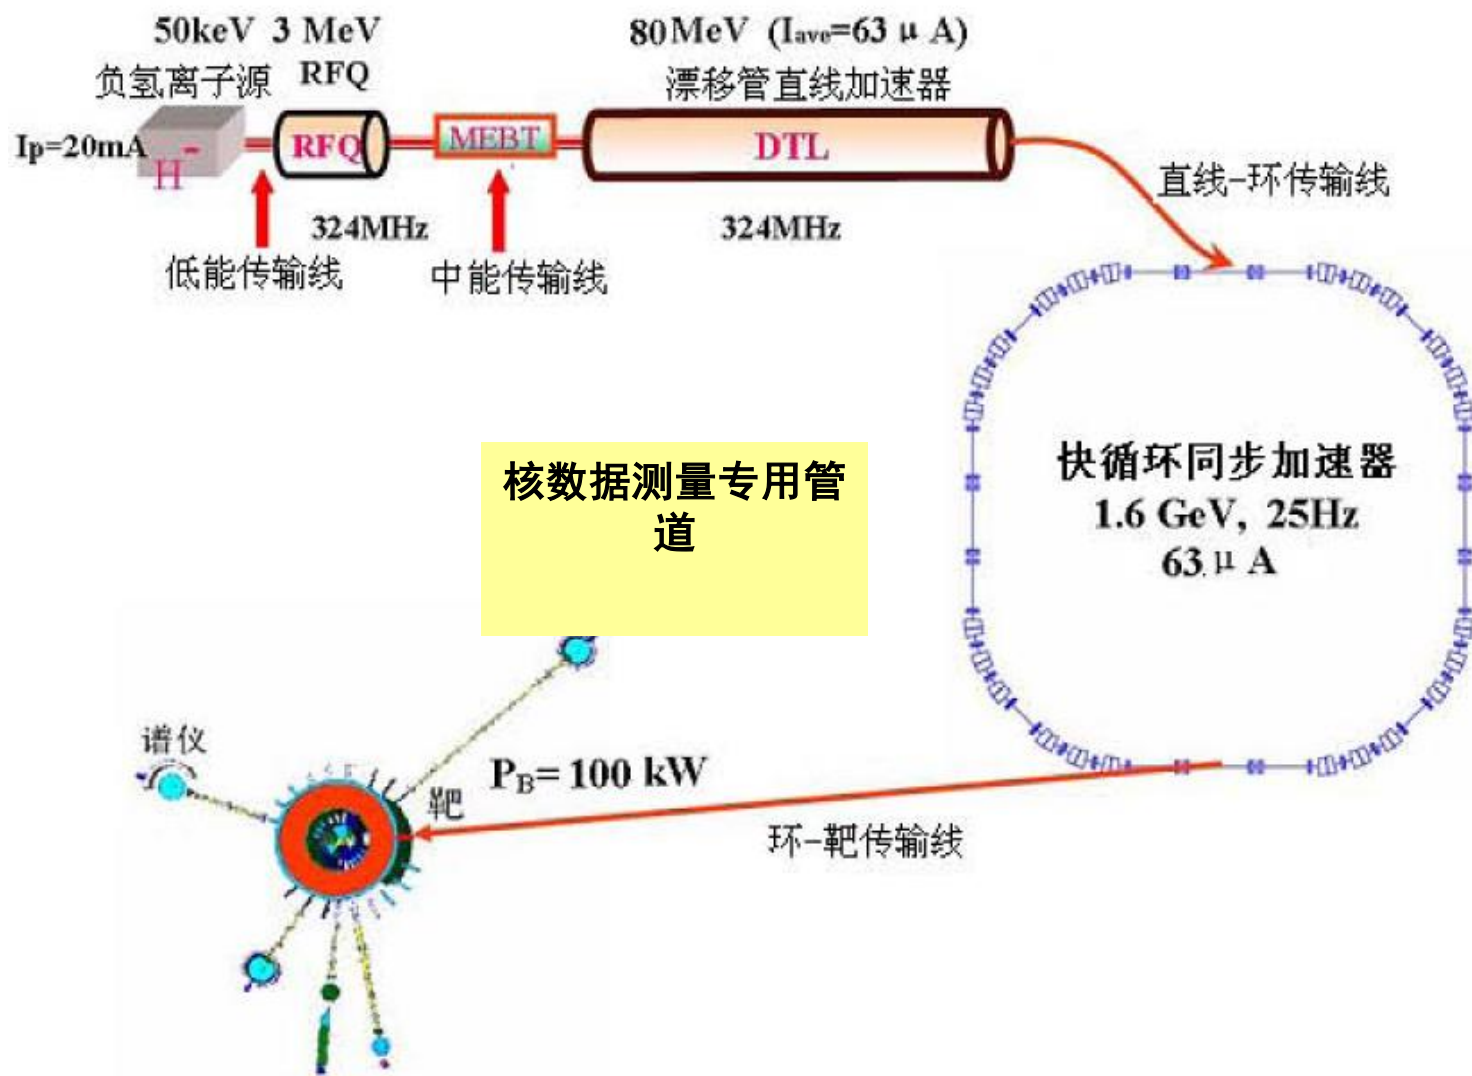 50keV 3 MeV
80MeV (Iave=63 μ A)
负氢离子源
RFQ
漂移管直线加速器
Ip=20mA
H-
RFQ
MEBT
DTL
直线-环传输线
324MHz
324MHz
低能传输线
中能传输线
快循环同步加速器
1.6 GeV, 25Hz
63.μ A
核数据测量专用管
道
谱仪
PB= 100 kW
靶
环-靶传输线